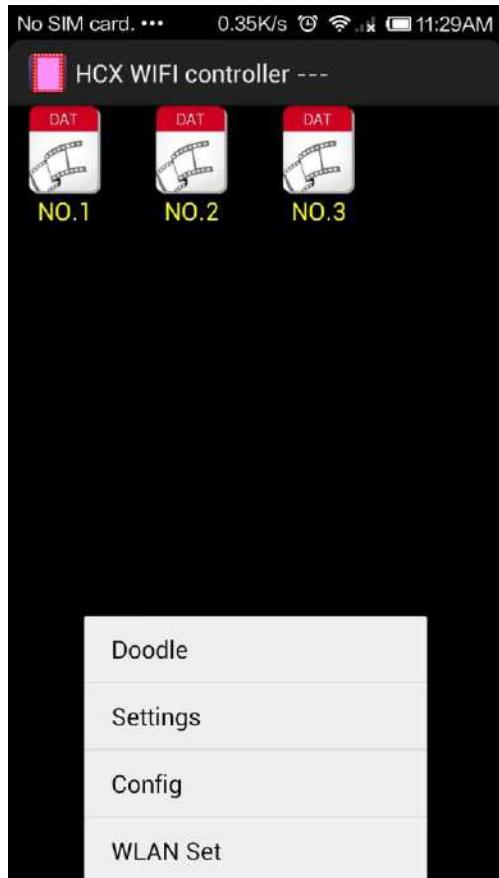 No SIM card. ••• 0.35K/s 11:29AM
HCX WIFI controller ---
DAT DAT DAT
NO.1 NO.2 NO.3
Doodle
Settings
Config
WLAN Set